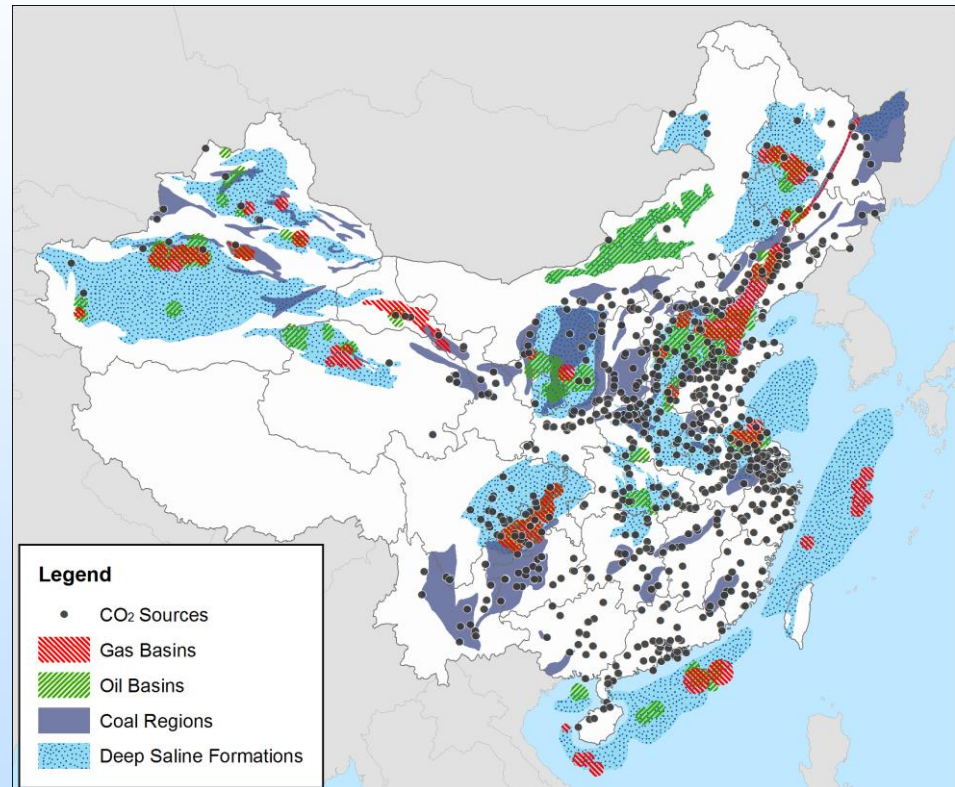 Legend
CO₂ Sources
Gas Basins
Oil Basins
Coal Regions
Deep Saline Formations